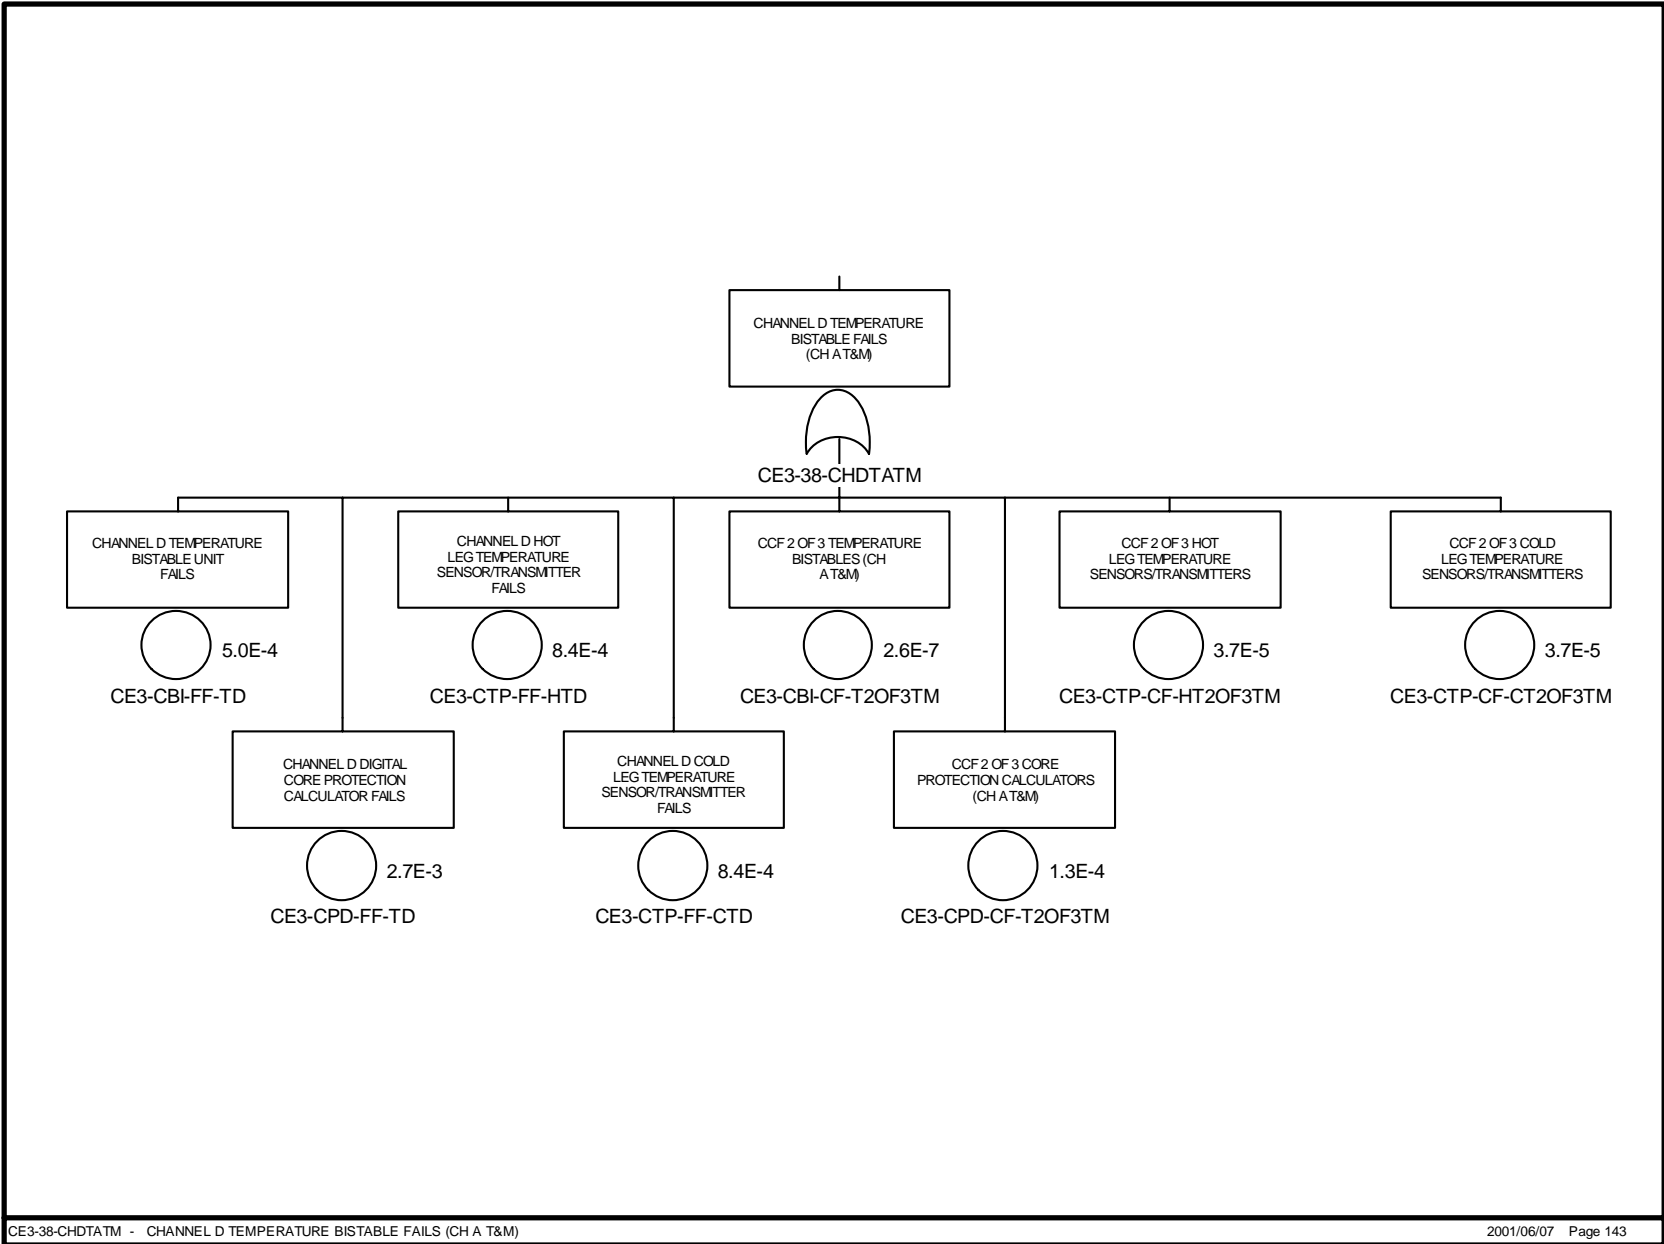 CHANNEL D TEMPERATURE
BISTABLE FAILS
(CH A T&M)
CE3-38-CHDTATM
CHANNEL D TEMPERATURE
BISTABLE UNIT
FAILS
5.0E-4
CE3-CBI-FF-TD
CHANNEL D HOT
LEG TEMPERATURE
SENSOR/TRANSMITTER
FAILS
8.4E-4
CE3-CTP-FF-HTD
CCF 2 OF 3 TEMPERATURE
BISTABLES (CH
A T&M)
2.6E-7
CE3-CBI-CF-T2OF3TM
CCF 2 OF 3 HOT
LEG TEMPERATURE
SENSORS/TRANSMITTERS
3.7E-5
CE3-CTP-CF-HT2OF3TM
CCF 2 OF 3 COLD
LEG TEMPERATURE
SENSORS/TRANSMITTERS
3.7E-5
CE3-CTP-CF-CT2OF3TM
CHANNEL D DIGITAL
CORE PROTECTION
CALCULATOR FAILS
2.7E-3
CE3-CPD-FF-TD
CHANNEL D COLD
LEG TEMPERATURE
SENSOR/TRANSMITTER
FAILS
8.4E-4
CE3-CTP-FF-CTD
CCF 2 OF 3 CORE
PROTECTION CALCULATORS
(CH A T&M)
1.3E-4
CE3-CPD-CF-T2OF3TM
CE3-38-CHDTATM - CHANNEL D TEMPERATURE BISTABLE FAILS (CH A T&M)
2001/06/07 Page 143